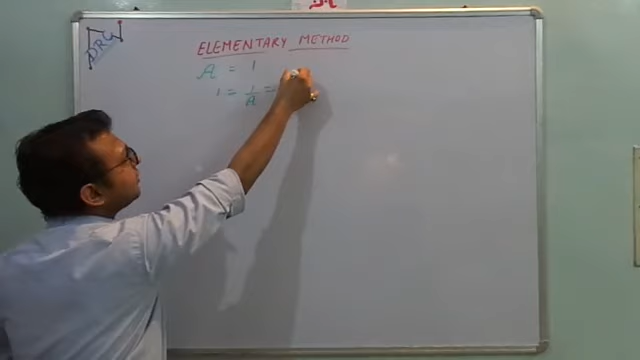 ELEMENTARY METHOD
A = 1
1 = 1/A =